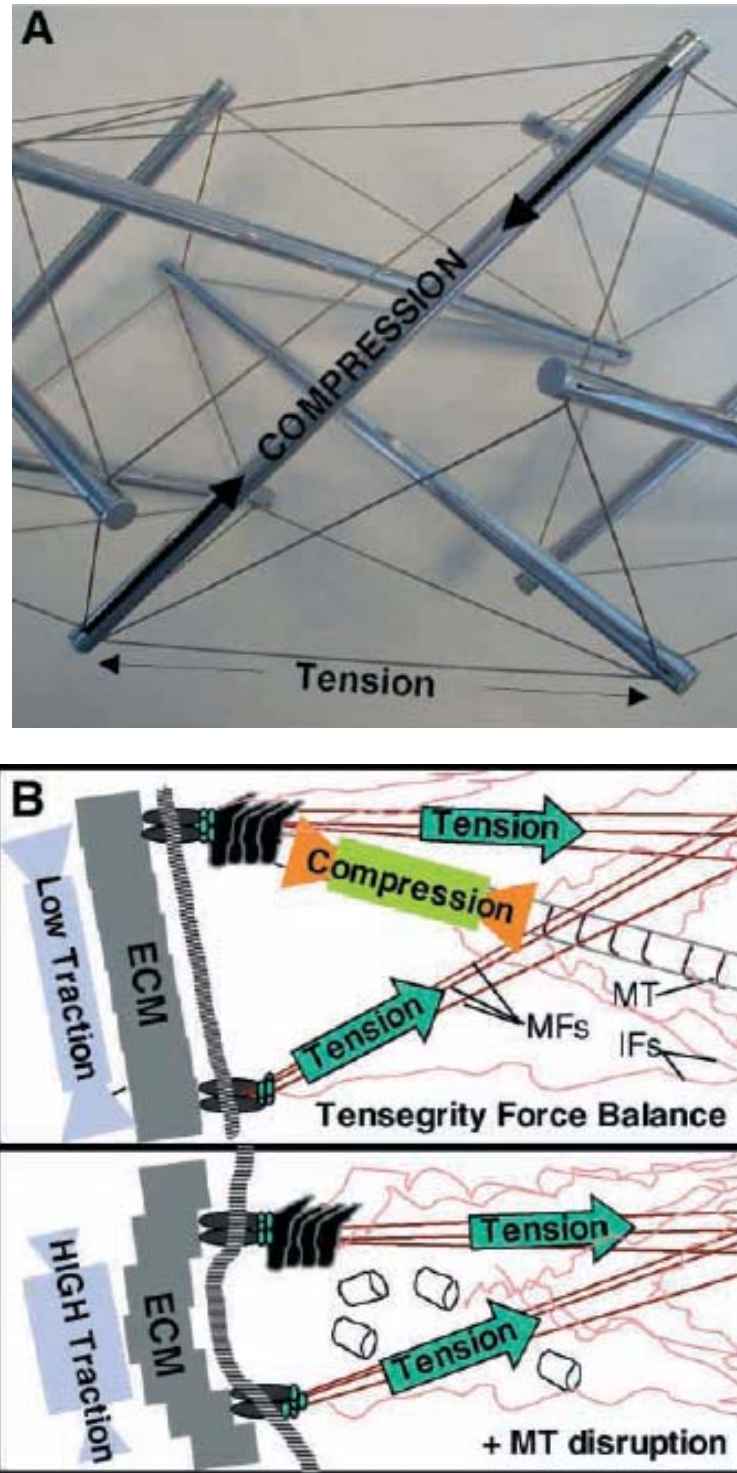 A
COMPRESSION
Tension
B
Tension
Compression
Low Traction
ECM
MT
Tension
MFs
IFs
Tensegrity Force Balance
Tension
HIGH Traction
ECM
Tension
+ MT disruption